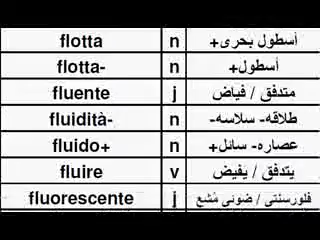 flotta n أسطول بحرى+
flotta- n أسطول+
fluente j متدفق / فياض
fluidità- n طلاقه- سلاسه-
fluido+ n عصاره- سائل+
fluire v يتدفق / يفيض
fluorescente j فلورسنتى / ضوئى مُشع